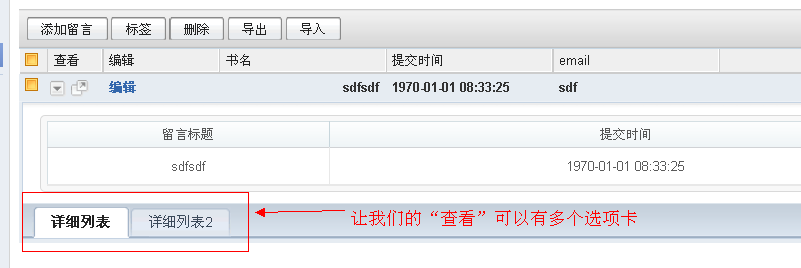 添加留言 标签 删除 导出 导入
查看 编辑 书名 提交时间 email
编辑 sdfsdf 1970-01-01 08:33:25 sdf
留言标题 提交时间
sdfsdf 1970-01-01 08:33:25
详细列表 详细列表2 让我们的“查看”可以有多个选项卡